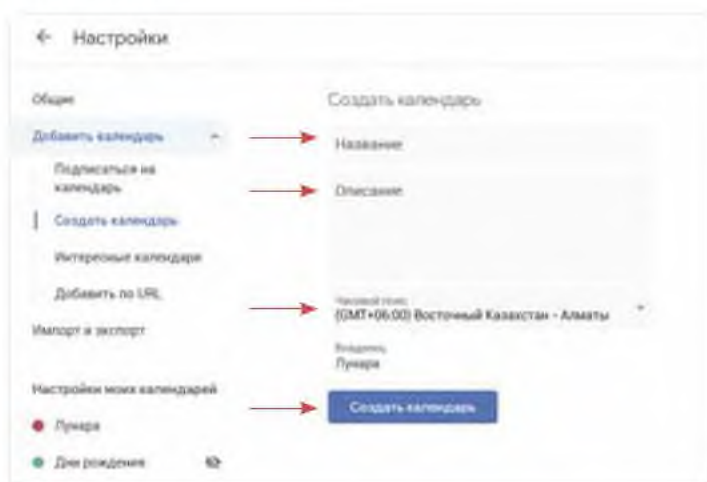 Настройки
Общие
Добавить календарь
Подписаться на
календарь
Создать календарь
Интересные календари
Добавить по URL
Импорт и экспорт
Настройки моих календарей
Лунара
Дни рождения
Создать календарь
Название
Описание
Часовой пояс
(GMT+06:00) Восточный Казахстан - Алматы
Владелец
Лунара
Создать календарь